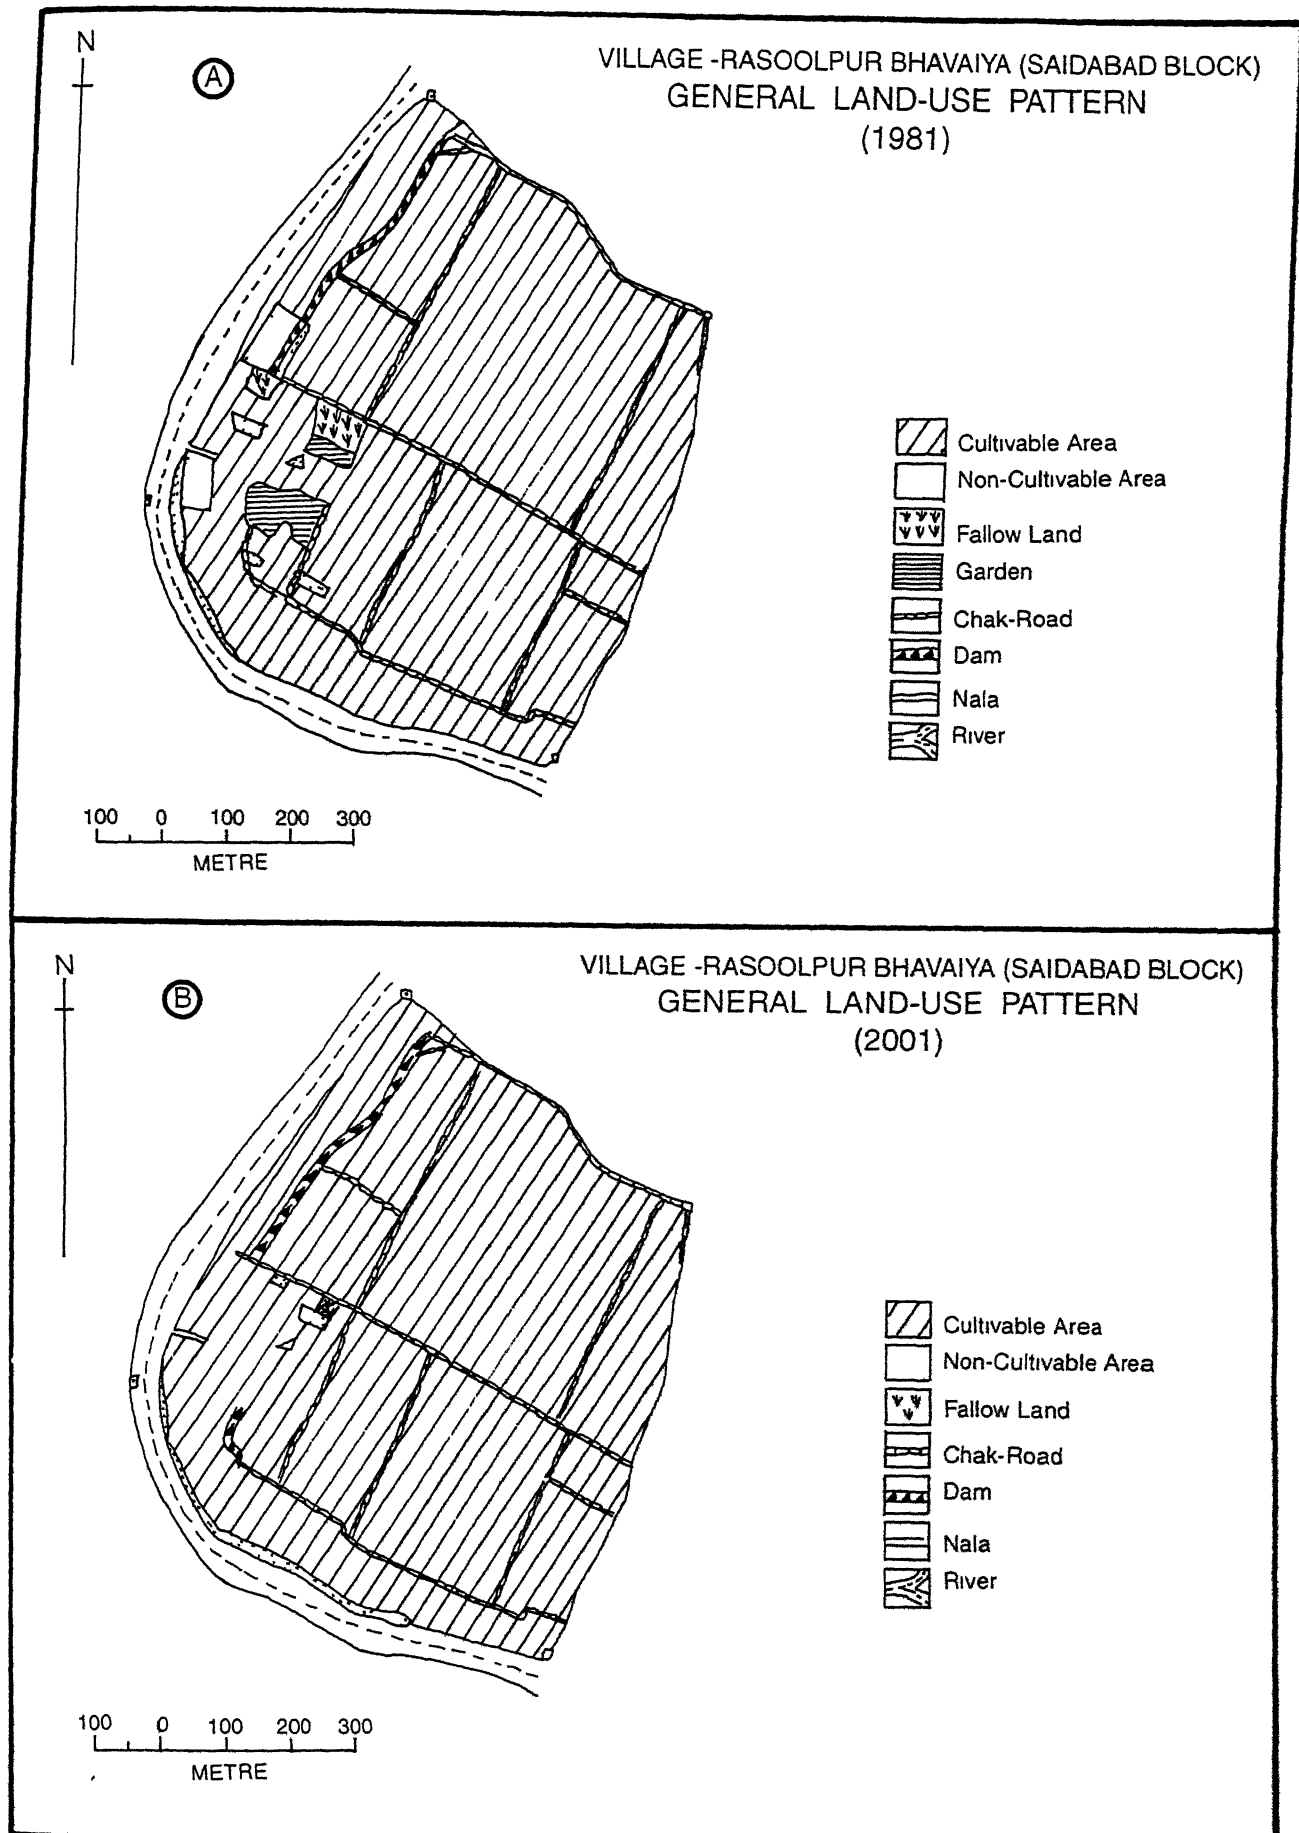 N
A
VILLAGE -RASOOLPUR BHAVAIYA (SAIDABAD BLOCK)
GENERAL LAND-USE PATTERN
(1981)
Cultivable Area
Non-Cultivable Area
Fallow Land
Garden
Chak-Road
Dam
Nala
River
100 0 100 200 300
METRE
N
B
VILLAGE -RASOOLPUR BHAVAIYA (SAIDABAD BLOCK)
GENERAL LAND-USE PATTERN
(2001)
Cultivable Area
Non-Cultivable Area
Fallow Land
Chak-Road
Dam
Nala
River
100 0 100 200 300
METRE